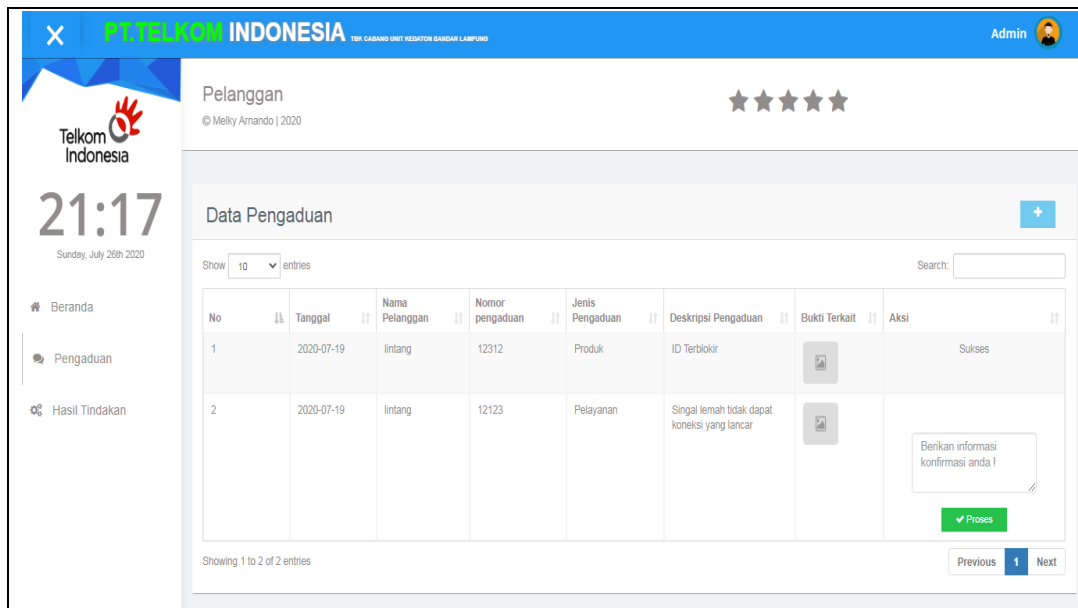 PT.TELKOM INDONESIA TBK CABANG UNIT KEDATON BANDAR LAMPUNG
Admin
Telkom
Indonesia
21:17
Sunday, July 26th 2020
Beranda
Pengaduan
Hasil Tindakan
Pelanggan
© Melky Arnando | 2020
Data Pengaduan
+
Show 10 entries
Search:
No Tanggal Nama Pelanggan Nomor pengaduan Jenis Pengaduan Deskripsi Pengaduan Bukti Terkait Aksi
1 2020-07-19 lintang 12312 Produk ID Terblokir Sukses
2 2020-07-19 lintang 12123 Pelayanan Singal lemah tidak dapat
koneksi yang lancar
Berikan informasi
konfirmasi anda !
Proses
Showing 1 to 2 of 2 entries
Previous 1 Next